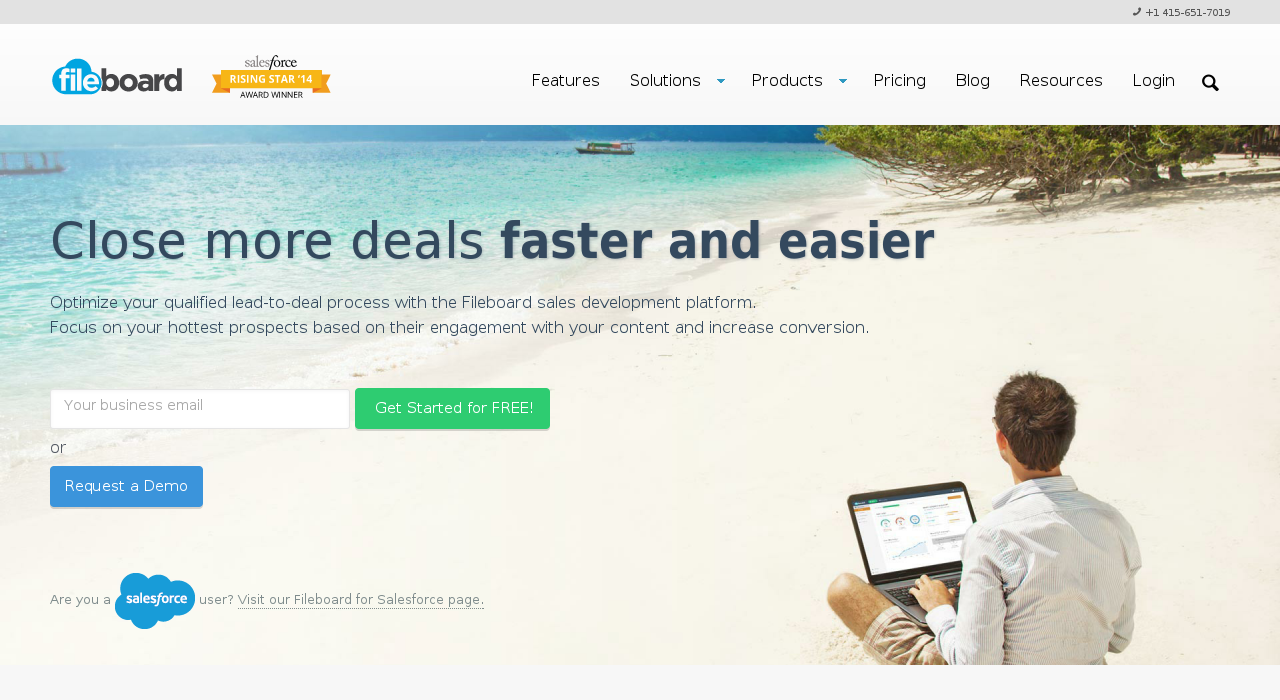 +1 415-651-7019
fileboard
salesforce
RISING STAR '14
AWARD WINNER
Features Solutions Products Pricing Blog Resources Login
Close more deals faster and easier
Optimize your qualified lead-to-deal process with the Fileboard sales development platform.
Focus on your hottest prospects based on their engagement with your content and increase conversion.
Your business email Get Started for FREE!
or
Request a Demo
Are you a salesforce user? Visit our Fileboard for Salesforce page.